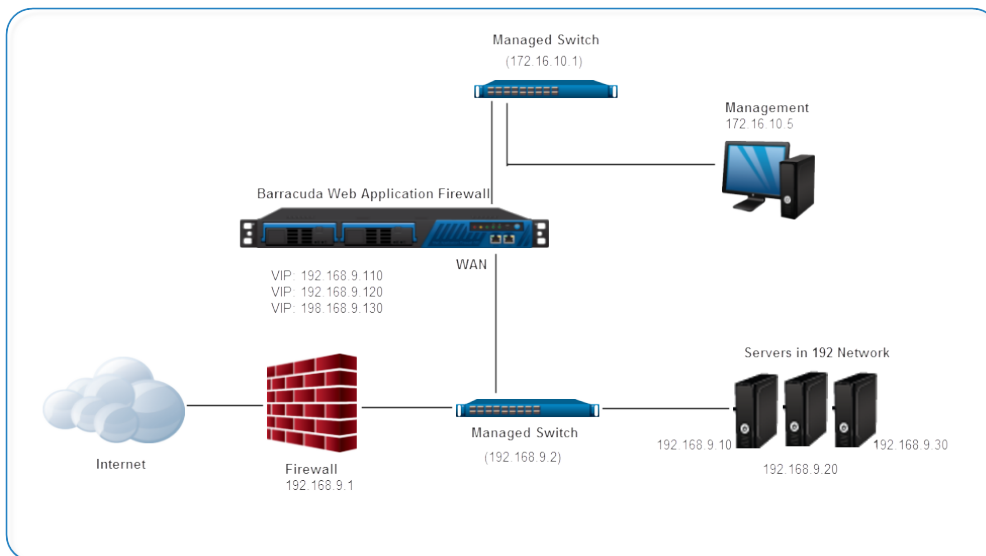 Managed Switch
(172.16.10.1)
Management
172.16.10.5
Barracuda Web Application Firewall
WAN
VIP: 192.168.9.110
VIP: 192.168.9.120
VIP: 198.168.9.130
Servers in 192 Network
192.168.9.10
192.168.9.20
192.168.9.30
Managed Switch
(192.168.9.2)
Internet
Firewall
192.168.9.1